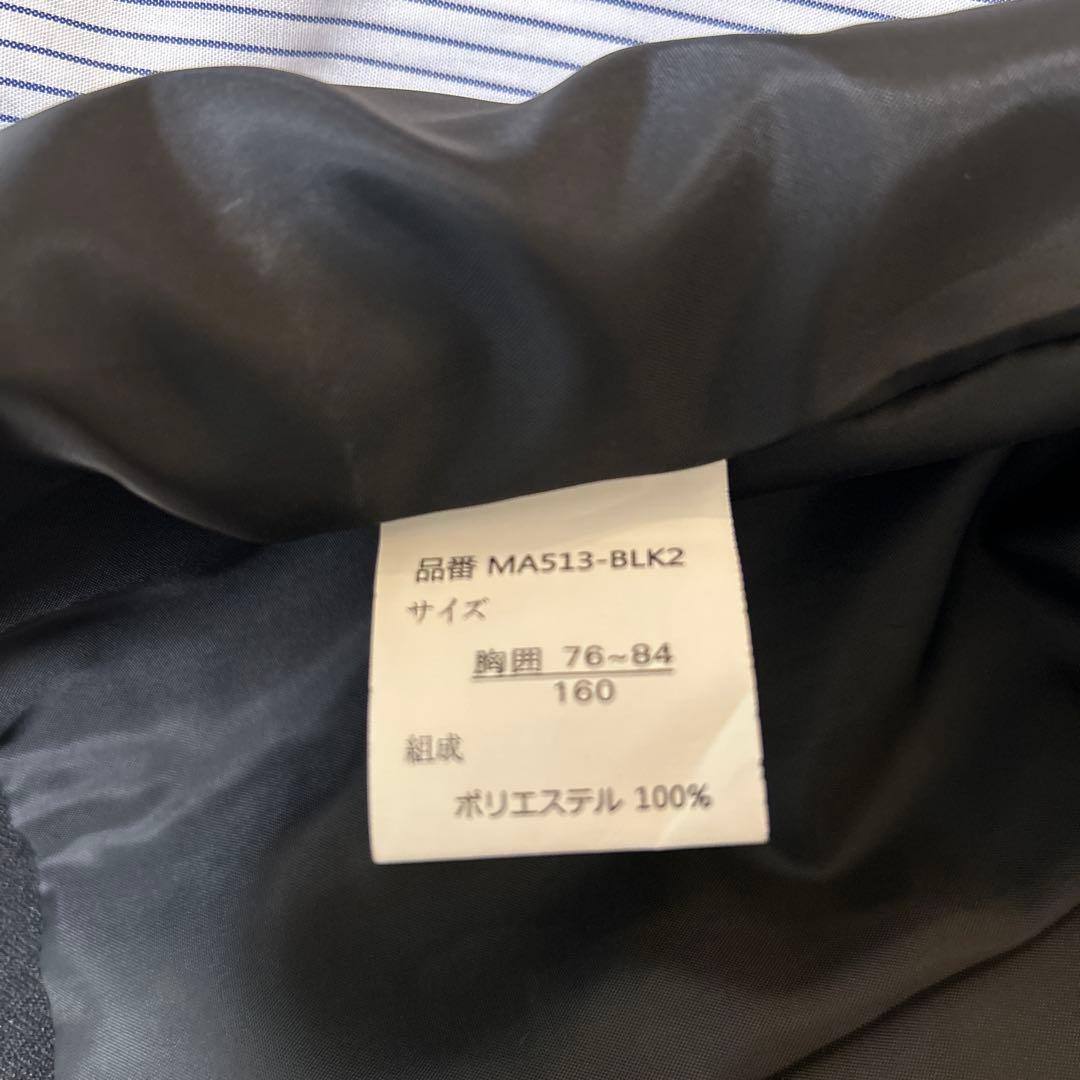 品番 MA513-BLK2
サイズ
胸囲 76~84
160
組成
ポリエステル 100%